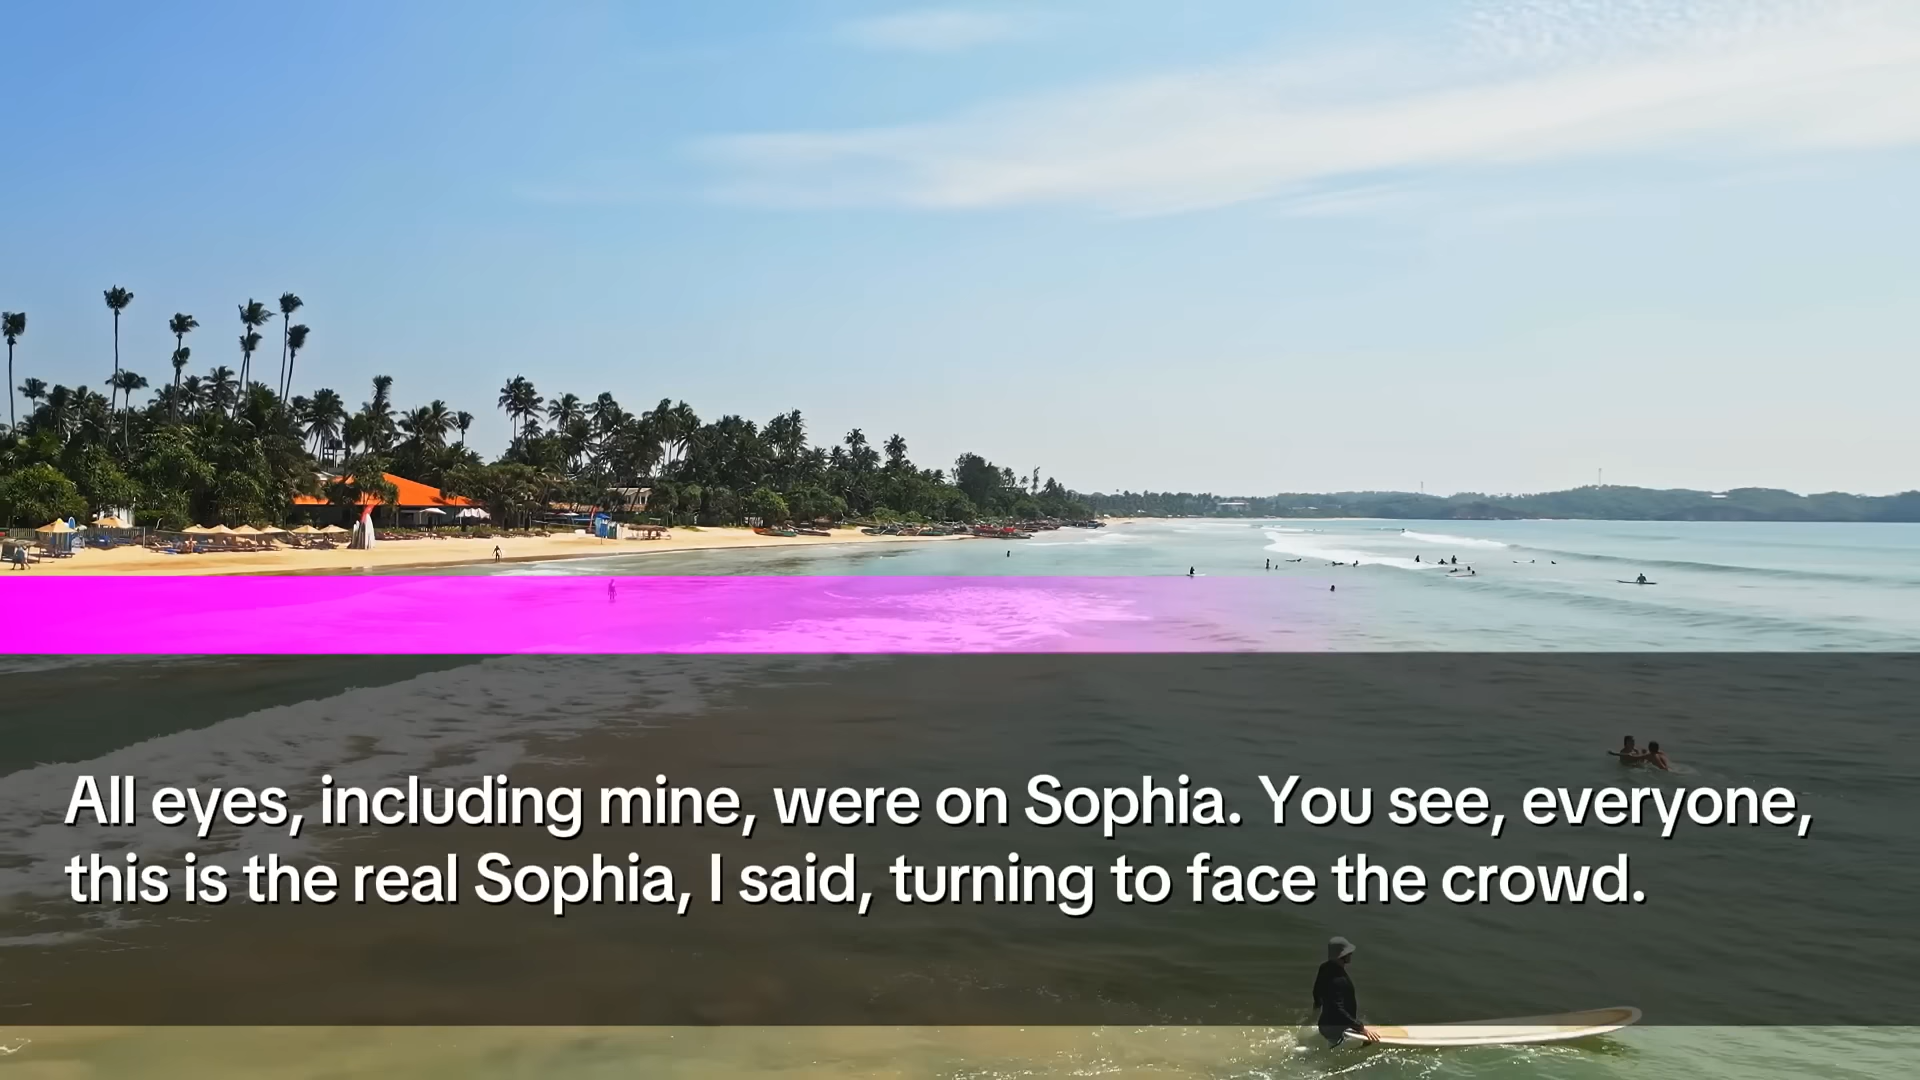 All eyes, including mine, were on Sophia. You see, everyone,
this is the real Sophia, I said, turning to face the crowd.